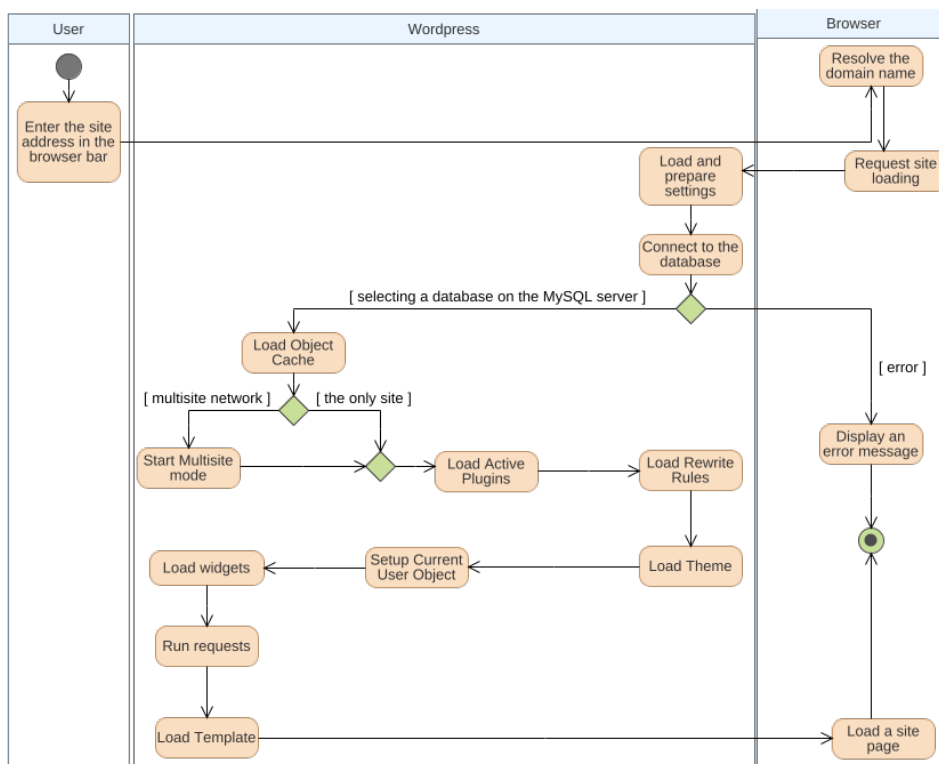 User
Wordpress
Browser
Resolve the
domain name
Enter the site
address in the
browser bar
Load and
prepare
settings
Request site
loading
Connect to the
database
[ selecting a database on the MySQL server ]
Load Object
Cache
[ error ]
[ multisite network ]
[ the only site ]
Display an
error message
Start Multisite
mode
Load Active
Plugins
Load Rewrite
Rules
Load widgets
Setup Current
User Object
Load Theme
Run requests
Load Template
Load a site
page